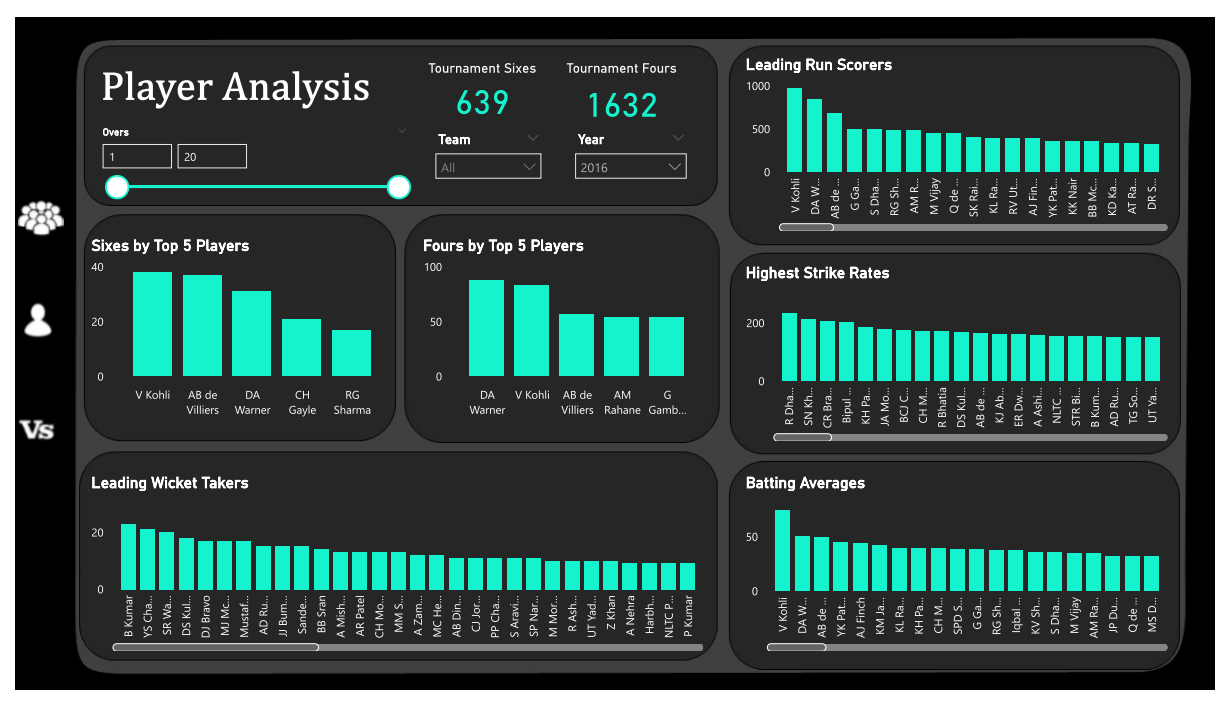 Player Analysis
Tournament Sixes
639
Tournament Fours
1632
Overs
1
20
Team
All
Year
2016
Vs
Sixes by Top 5 Players
40
20
0
V Kohli
AB de
Villiers
DA
Warner
CH
Gayle
RG
Sharma
Fours by Top 5 Players
100
50
0
DA
Warner
V Kohli
AB de
Villiers
AM
Rahane
G
Gamb...
Leading Wicket Takers
20
0
B Kumar
YS Cha...
SR Wa...
DS Kul...
DJ Bravo
MJ Mc...
Mustaf...
AD Ru...
JJ Bum...
Sande...
BB Sran
A Mish...
AR Patel
CH Mo...
MM S...
A Zam...
MC He...
AB Din...
CJ Jor...
PP Cha...
S Aravi...
SP Nar...
M Mor...
R Ash...
UT Yad...
Z Khan
A Nehra
Harbh...
NLTC P...
P Kumar
Leading Run Scorers
1000
500
0
V Kohli
DA W...
AB de ...
G Ga...
S Dha...
RG Sh...
AM R...
M Vijay
Q de ...
SK Rai...
KL Ra...
RV Ut...
AJ Fin...
YK Pat...
KK Nair
BB Mc...
KD Ka...
AT Ra...
DR S...
Highest Strike Rates
200
0
R Dha...
SN Kh...
CR Bra...
Bipul ...
KH Pa...
JA Mo...
BCJ C...
CH M...
R Bhatia
DS Kul...
AB de ...
KJ Ab...
ER Dw...
A Ashi...
NLTC ...
STR Bi...
B Kum...
AD Ru...
TG So...
UT Ya...
Batting Averages
50
0
V Kohli
DA W...
AB de ...
YK Pat...
AJ Finch
KM Ja...
KL Ra...
KH Pa...
CH M...
SPD S...
G Ga...
RG Sh...
Iqbal ...
KV Sh...
S Dha...
M Vijay
AM Ra...
JP Du...
Q de ...
MS D...